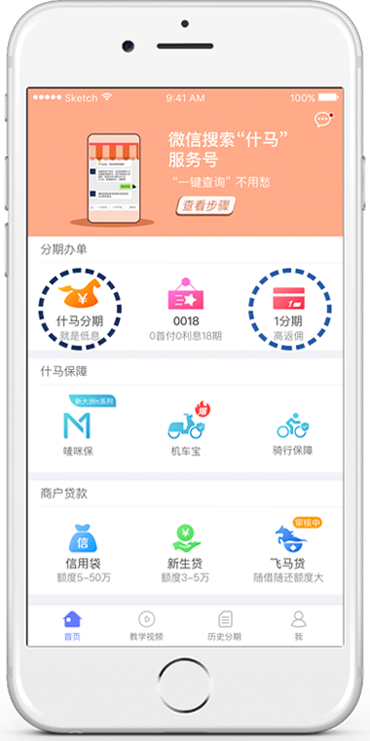 Sketch 9:41 AM 100%
微信搜索“什马”
服务号
“一键查询”不用愁
查看步骤
分期办单
什马分期 0018 1分期
就是低息 0首付0利息18期 高返佣
什马保障
新大洲n系列
唛咪保 机车宝 骑行保障
商户贷款
信 审核中
信用袋 新生贷 飞马贷
额度5-50万 额度3-5万 随借随还额度大
首页 教学视频 历史分期 我